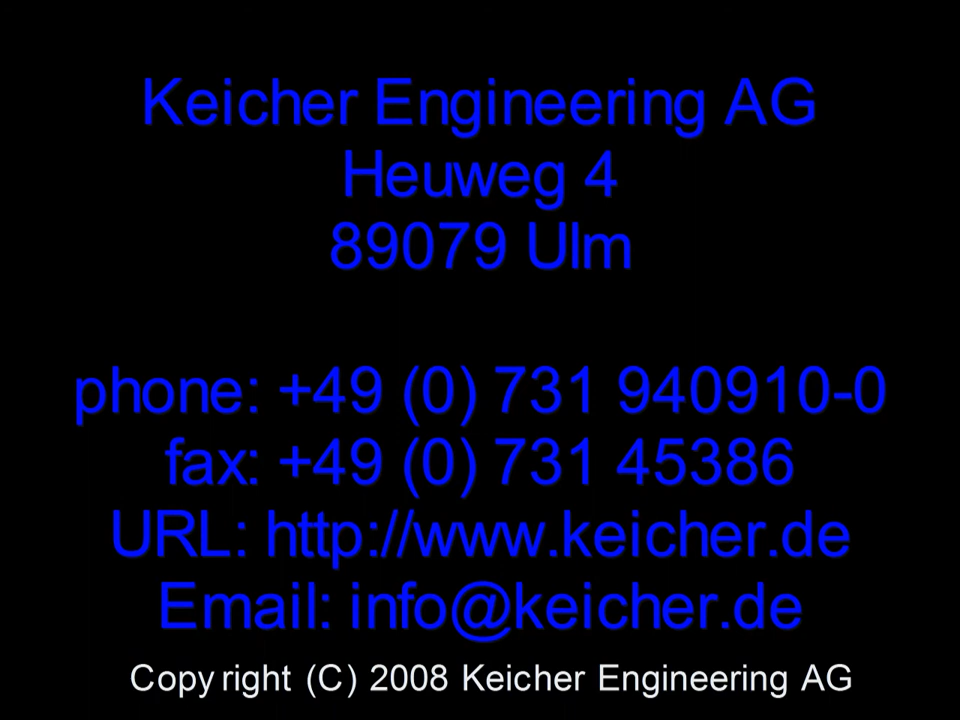 Keicher Engineering AG
Heuweg 4
89079 Ulm
phone: +49 (0) 731 940910-0
fax: +49 (0) 731 45386
URL: http://www.keicher.de
Email: info@keicher.de
Copy right (C) 2008 Keicher Engineering AG